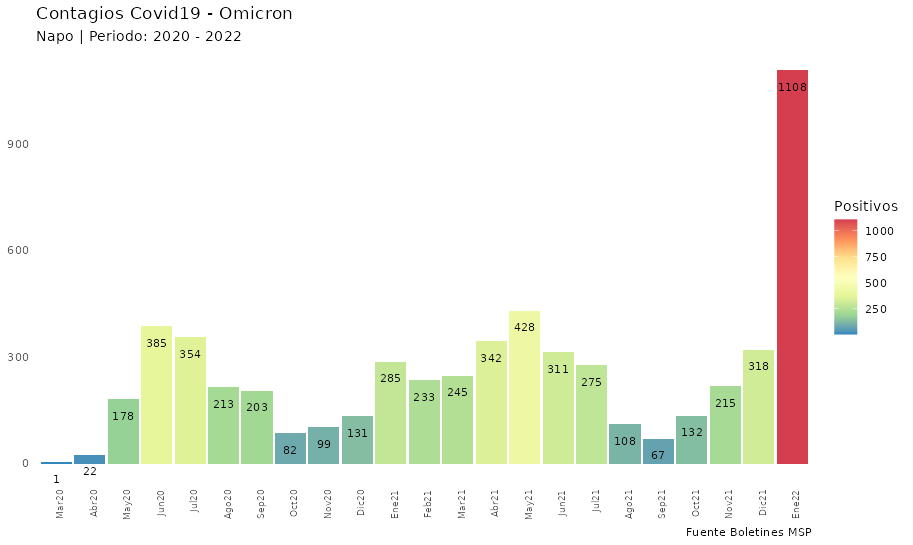 Contagios Covid19 - Omicron
Napo | Periodo: 2020 - 2022
900
600
300
0
1
22
178
385
354
213
203
82
99
131
285
233
245
342
428
311
275
108
67
132
215
318
1108
Mar20
Abr20
May20
Jun20
Jul20
Ago20
Sep20
Oct20
Nov20
Dic20
Ene21
Feb21
Mar21
Abr21
May21
Jun21
Jul21
Ago21
Sep21
Oct21
Nov21
Dic21
Ene22
Positivos
1000
750
500
250
Fuente Boletines MSP